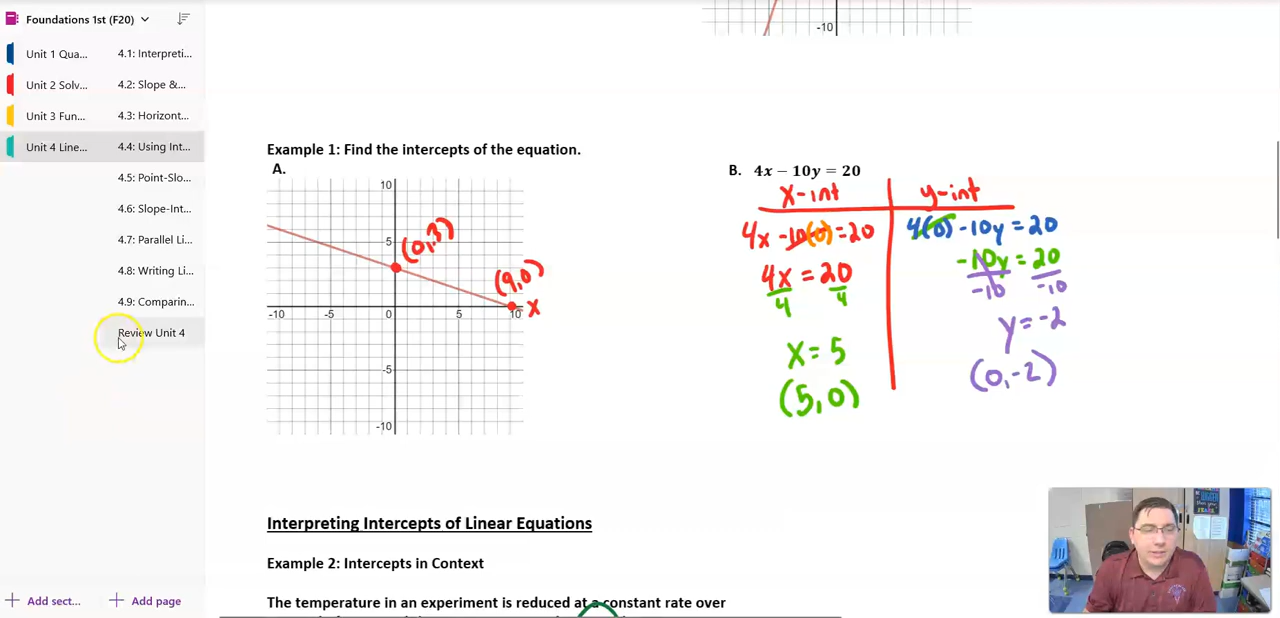 Foundations 1st (F20)
Unit 1 Qua...
Unit 2 Solv...
Unit 3 Fun...
Unit 4 Line...
4.1: Interpreti...
4.2: Slope &...
4.3: Horizont...
4.4: Using Int...
4.5: Point-Slo...
4.6: Slope-Int...
4.7: Parallel Li...
4.8: Writing Li...
4.9: Comparin...
Review Unit 4
Add sect...
Add page
-10
Example 1: Find the intercepts of the equation.
A.
10
5
-10 -5 0 5 10
-5
-10
(0,3)
(9,0)
x
B. 4x − 10y = 20
x-int
4x -10(0)=20
4x = 20
4 4
x = 5
(5,0)
y-int
4(0) -10y = 20
-10y = 20
-10 -10
y = -2
(0,-2)
Interpreting Intercepts of Linear Equations
Example 2: Intercepts in Context
The temperature in an experiment is reduced at a constant rate over